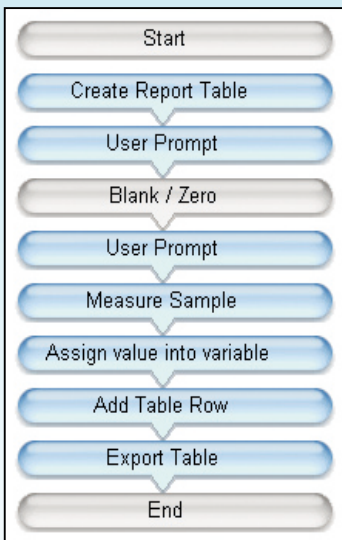 Start
Create Report Table
User Prompt
Blank / Zero
User Prompt
Measure Sample
Assign value into variable
Add Table Row
Export Table
End